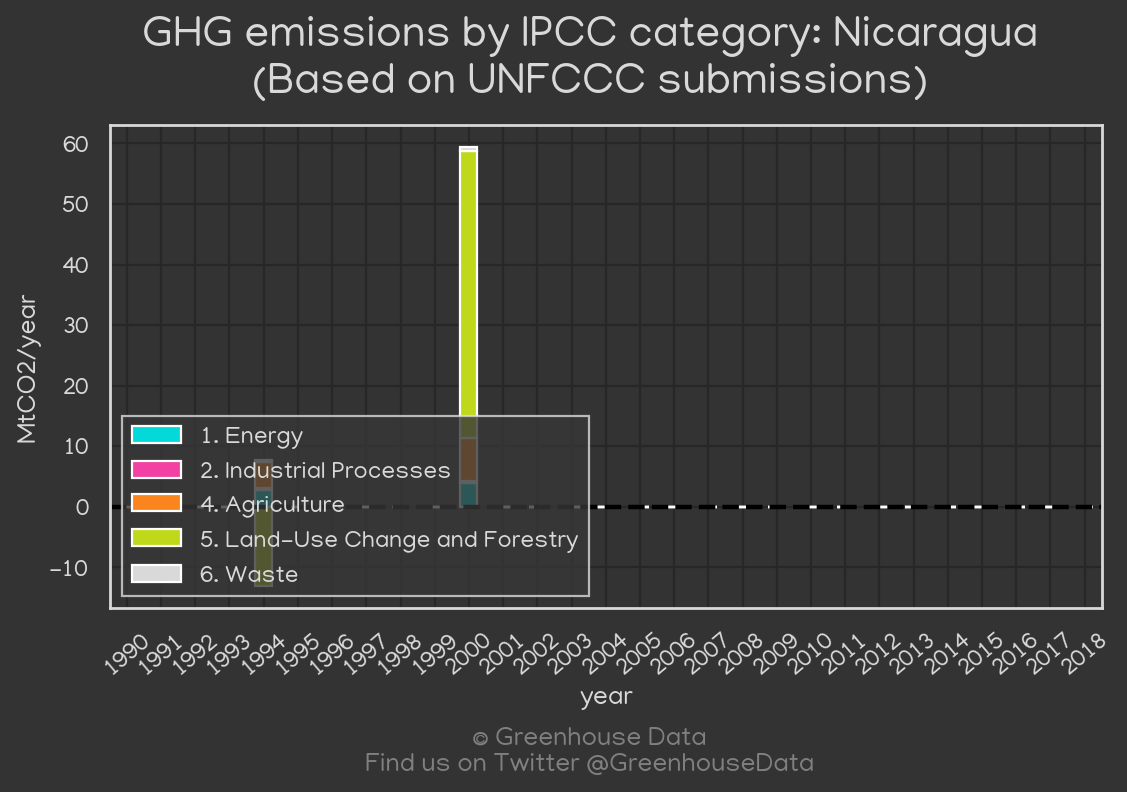 GHG emissions by IPCC category: Nicaragua
(Based on UNFCCC submissions)
MtCO2/year
60
50
40
30
20
10
0
−10
1. Energy
2. Industrial Processes
4. Agriculture
5. Land-Use Change and Forestry
6. Waste
1990 1991 1992 1993 1994 1995 1996 1997 1998 1999 2000 2001 2002 2003 2004 2005 2006 2007 2008 2009 2010 2011 2012 2013 2014 2015 2016 2017 2018
year
© Greenhouse Data
Find us on Twitter @GreenhouseData